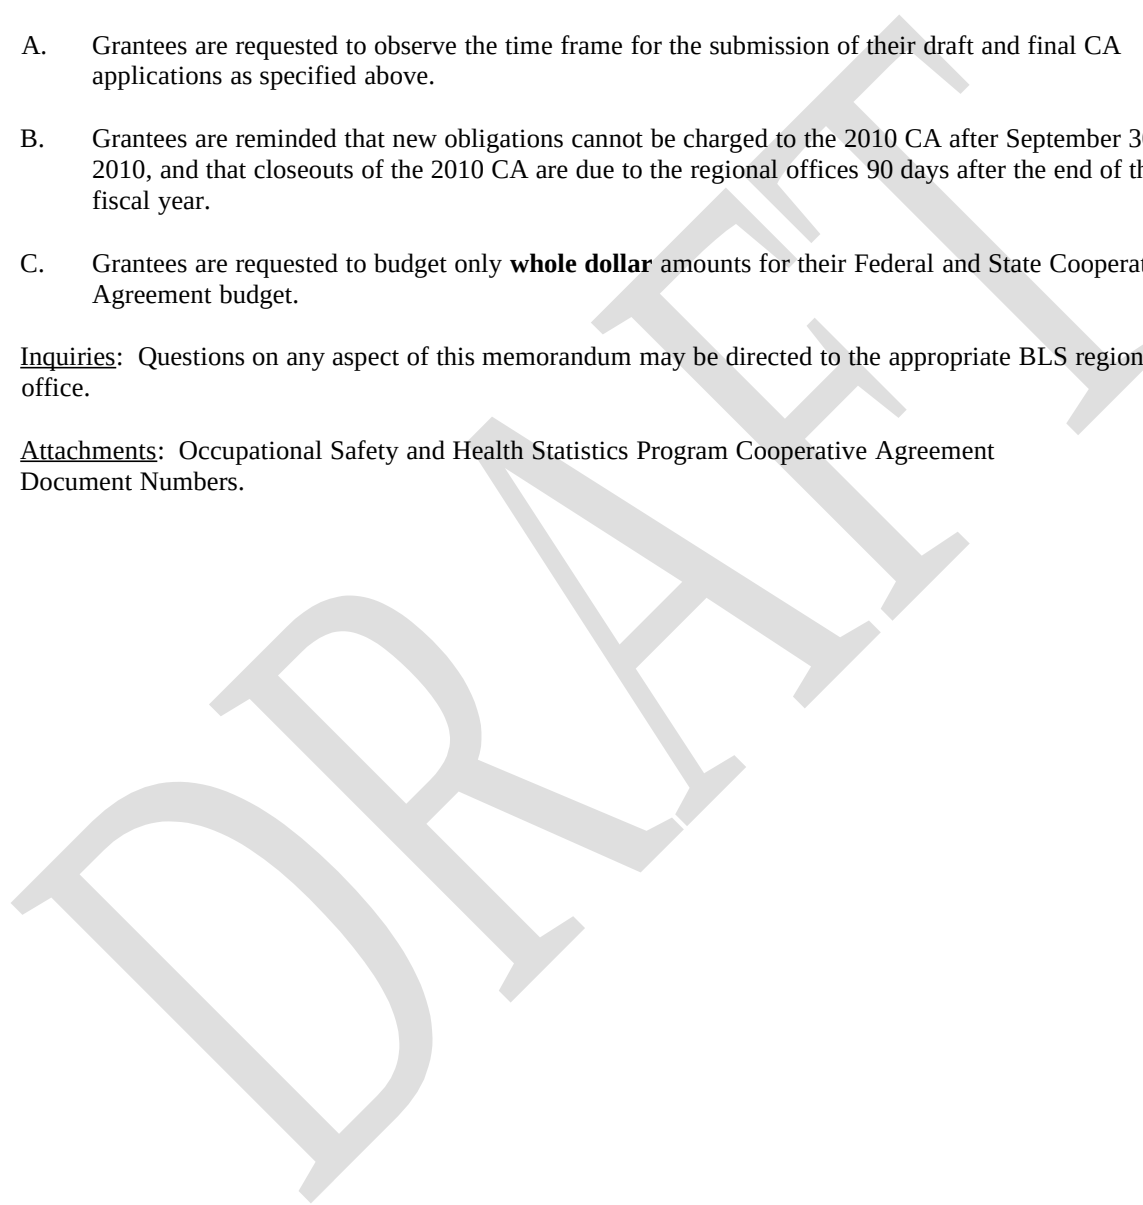 A. Grantees are requested to observe the time frame for the submission of their draft and final CA
applications as specified above.
B. Grantees are reminded that new obligations cannot be charged to the 2010 CA after September
2010, and that closeouts of the 2010 CA are due to the regional offices 90 days after the end of
fiscal year.
C. Grantees are requested to budget only whole dollar amounts for their Federal and State
Agreement budget.
Inquiries: Questions on any aspect of this memorandum may be directed to the appropriate BLS
office.
Attachments: Occupational Safety and Health Statistics Program Cooperative Agreement
Document Numbers.
DRAFT